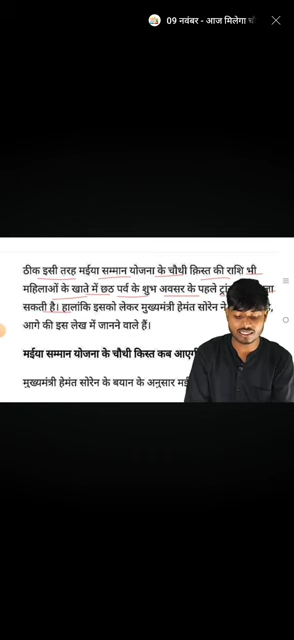 09 नवंबर - आज मिलेगा चौ
ठीक इसी तरह मईया सम्मान योजना के चौथी क़िस्त की राशि भी
महिलाओं के खाते में छठ पर्व के शुभ अवसर के पहले
सकती है। हालांकि इसको लेकर मुख्यमंत्री हेमंत सोरेन ने
आगे की इस लेख में जानने वाले हैं।
मईया सम्मान योजना के चौथी किस्त कब आएगी
मुख्यमंत्री हेमंत सोरेन के बयान के अनुसार